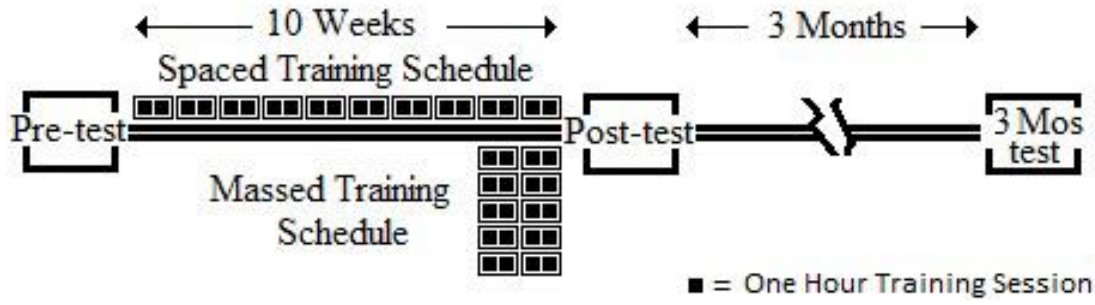 10 Weeks
3 Months
Spaced Training Schedule
Pre-test
Post-test
3 Mos
test
Massed Training
Schedule
■ = One Hour Training Session